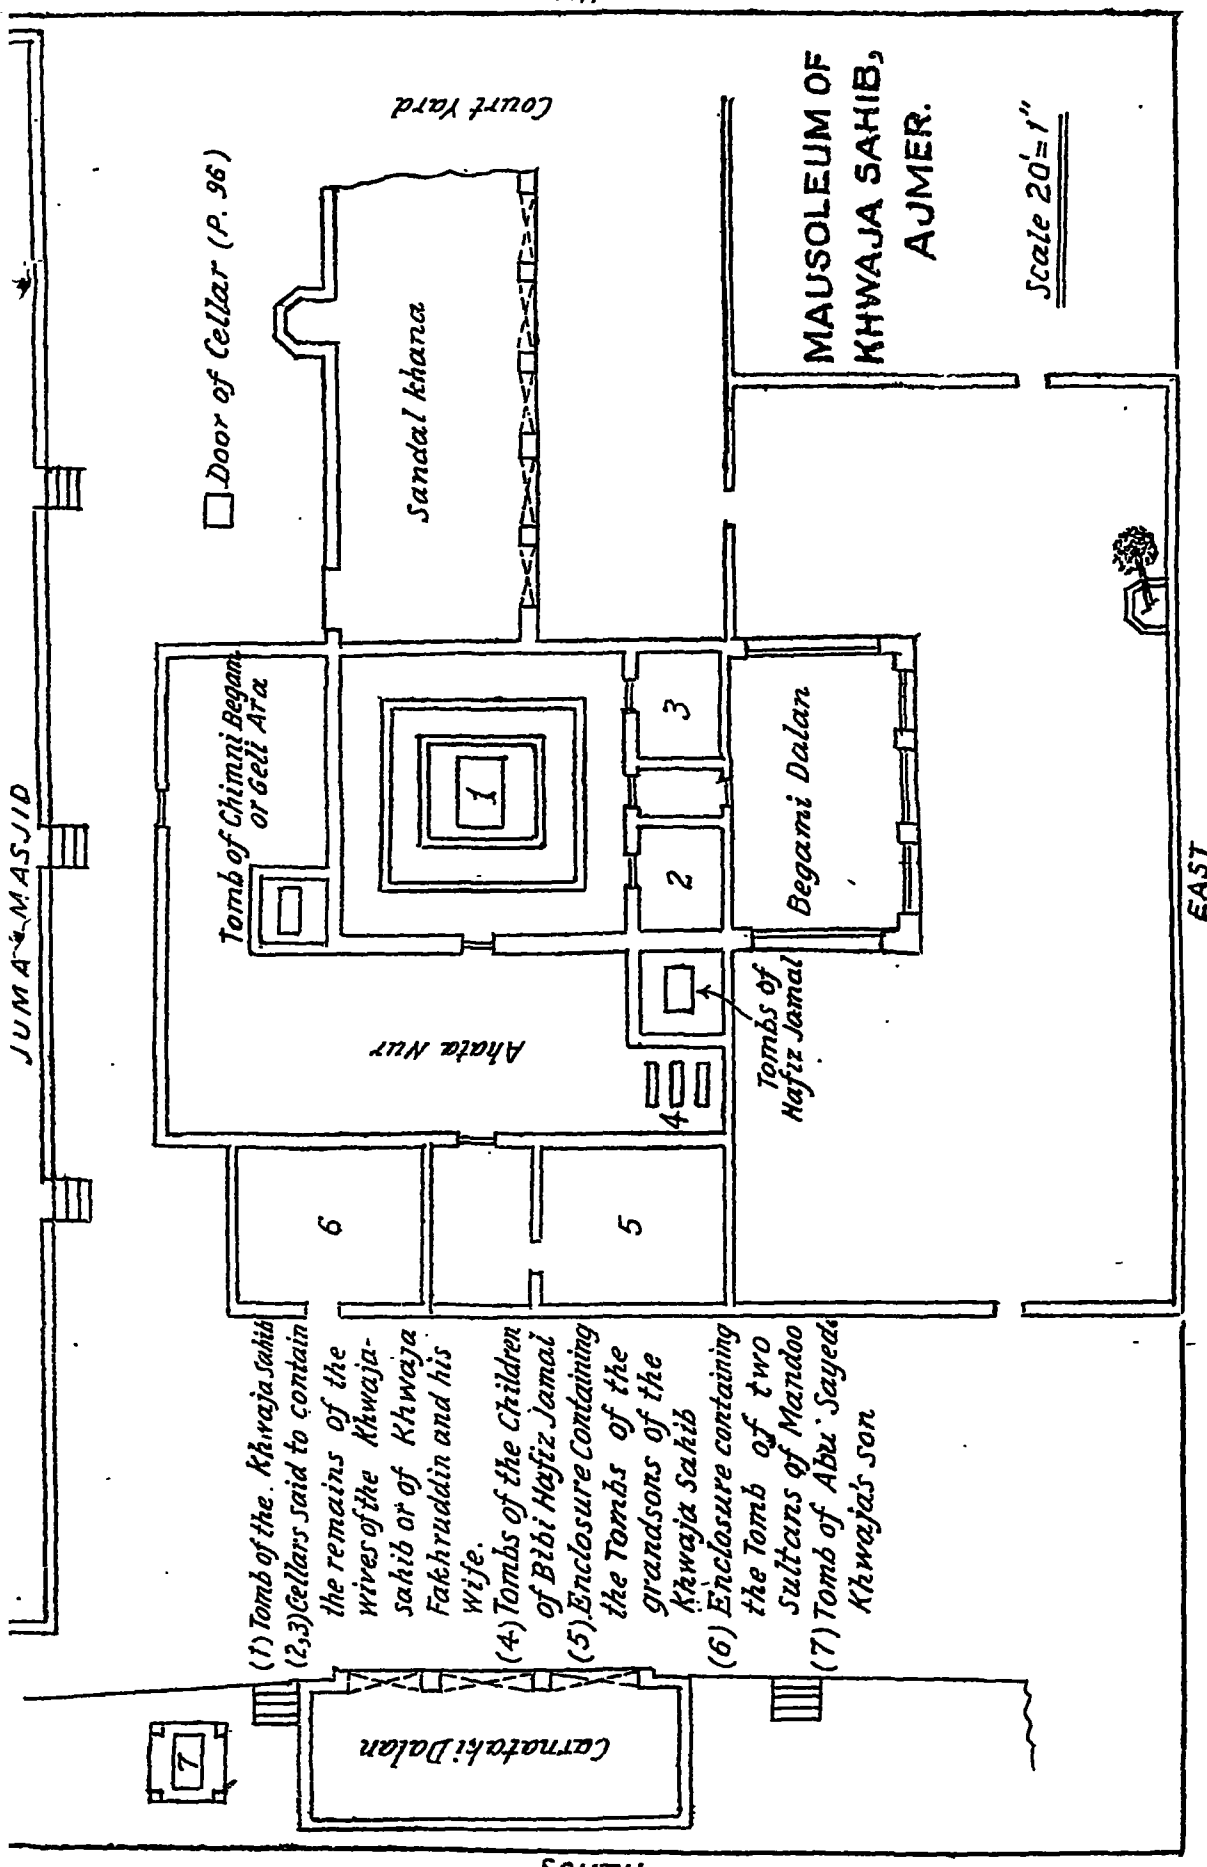 MAUSOLEUM OF
KHWAJA SAHIB,
AJMER.
Scale 20'= 1"
JUMA MASJID
EAST
SOUTH
Court Yard
Door of Cellar (P. 96)
Sandal khana
Tomb of Chimni Begam
or Geli Ara
1
2
3
Begami Dalan
Tombs of
Hafiz Jamal
Ahata Nur
4
5
6
7
Carnataki Dalan
(1) Tomb of the Khwaja Sahib
(2,3) Cellars said to contain
the remains of the
wives of the Khwaja-
sahib or of Khwaja
Fakhruddin and his
wife.
(4) Tombs of the Children
of Bibi Hafiz Jamal
(5) Enclosure Containing
the Tombs of the
grandsons of the
Khwaja Sahib
(6) Enclosure containing
the Tomb of two
sultans of Mandoo
(7) Tomb of Abu Sayed
Khwaja's son